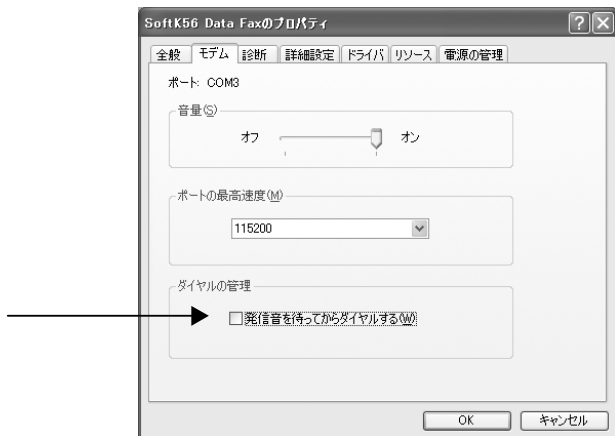 SoftK56 Data Faxのプロパティ
全般 モデム 診断 詳細設定 ドライバ リソース 電源の管理
ポート: COM3
音量(S)
オフ オン
ポートの最高速度(M)
115200
ダイヤルの管理
発信音を待ってからダイヤルする(W)
OK キャンセル